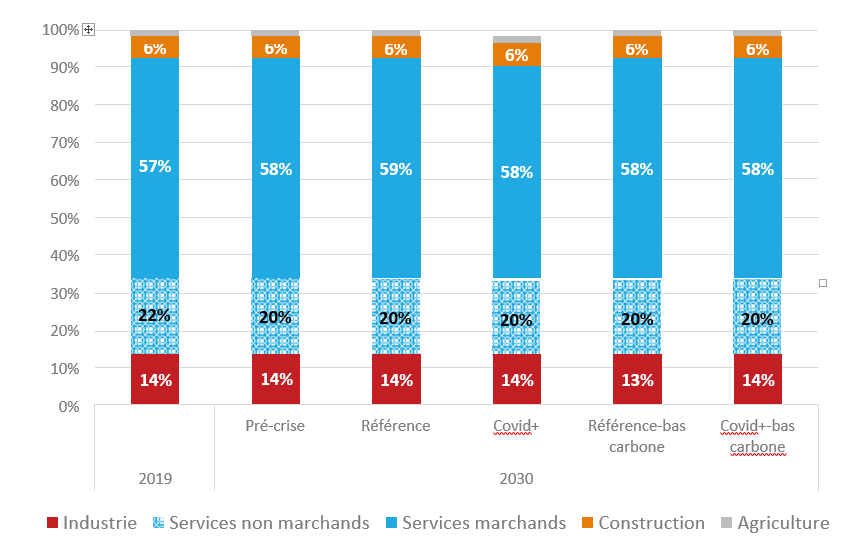 100%
90%
80%
70%
60%
50%
40%
30%
20%
10%
0%
6% 6% 6% 6% 6% 6%
57% 58% 59% 58% 58% 58%
22% 20% 20% 20% 20% 20%
14% 14% 14% 14% 13% 14%
Pré-crise Référence Covid+ Référence-bas Covid+-bas
carbone carbone
2019 2030
Industrie Services non marchands Services marchands Construction Agriculture